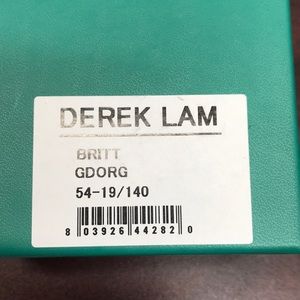 DEREK LAM
BRITT
GDORG
54-19/140
8 03926 44282 0